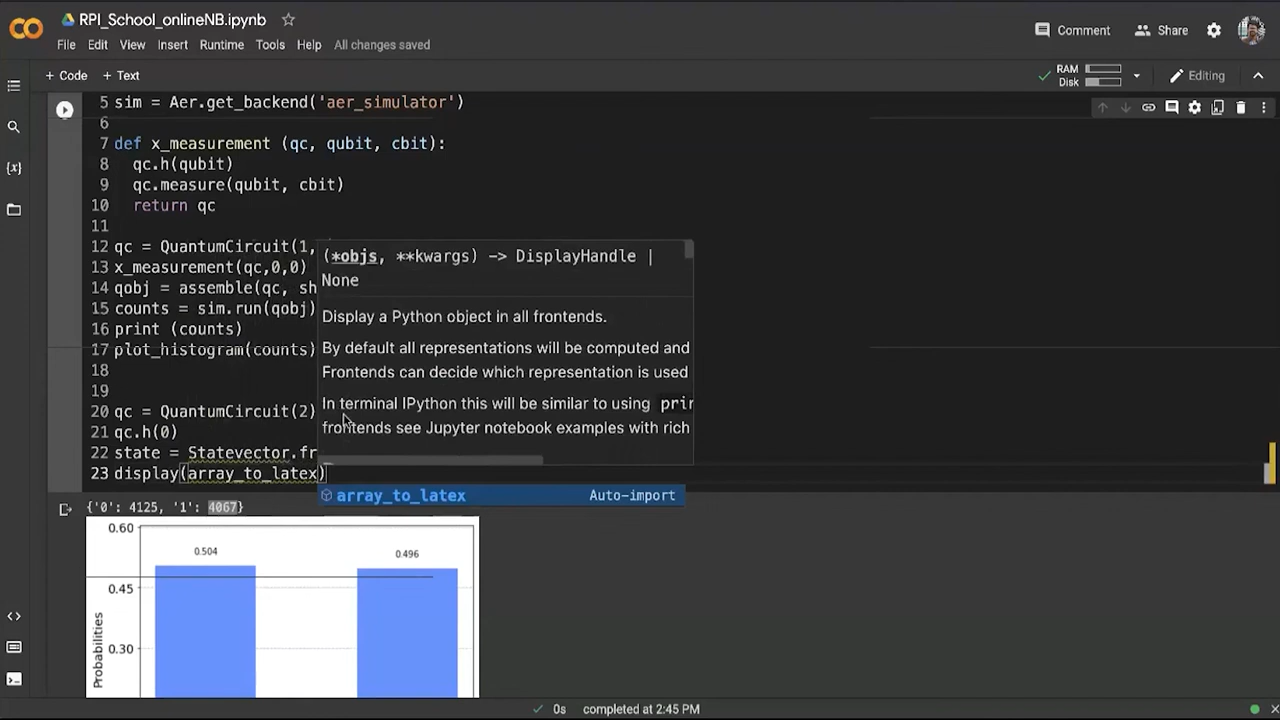 RPI_School_onlineNB.ipynb
Comment
Share
File Edit View Insert Runtime Tools Help All changes saved
+ Code + Text
RAM
Disk
Editing
5 sim = Aer.get_backend('aer_simulator')
6
7 def x_measurement (qc, qubit, cbit):
8 qc.h(qubit)
9 qc.measure(qubit, cbit)
10 return qc
11
12 qc = QuantumCircuit(1,
13 x_measurement(qc,0,0)
14 qobj = assemble(qc, sh
15 counts = sim.run(qobj)
16 print (counts)
17 plot_histogram(counts)
18
19
20 qc = QuantumCircuit(2)
21 qc.h(0)
22 state = Statevector.fr
23 display(array_to_latex)
(*objs, **kwargs) -> DisplayHandle |
None
Display a Python object in all frontends.
By default all representations will be computed and
Frontends can decide which representation is used
In terminal IPython this will be similar to using prin
frontends see Jupyter notebook examples with rich
array_to_latex Auto-import
{'0': 4125, '1': 4067}
0.60
0.504
0.496
0.45
0.30
Probabilities
0s completed at 2:45 PM